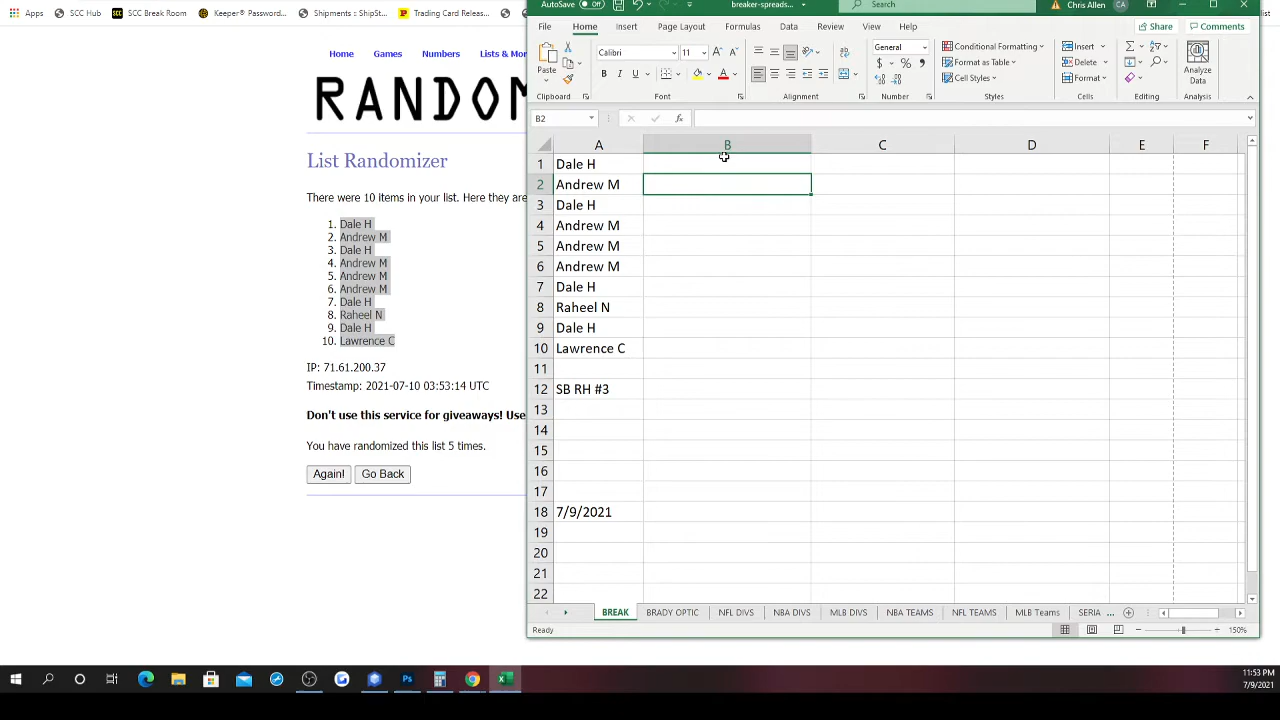 Apps SCC Hub SCC Break Room Keeper® Password... Shipments :: ShipSt... Trading Card Releas...
AutoSave Off breaker-spreads... Search Chris Allen CA
Home Games Numbers Lists & Mor
RANDOM
List Randomizer
There were 10 items in your list. Here they are
1. Dale H
2. Andrew M
3. Dale H
4. Andrew M
5. Andrew M
6. Andrew M
7. Dale H
8. Raheel N
9. Dale H
10. Lawrence C
IP: 71.61.200.37
Timestamp: 2021-07-10 03:53:14 UTC
Don't use this service for giveaways! Use
You have randomized this list 5 times.
Again! Go Back
File Home Insert Page Layout Formulas Data Review View Help Share Comments
Paste Calibri 11 General Conditional Formatting Format as Table Cell Styles Insert Delete Format Analyze Data
Clipboard Font Alignment Number Styles Cells Editing Analysis
B2 fx
A B C D E F
1 Dale H
2 Andrew M
3 Dale H
4 Andrew M
5 Andrew M
6 Andrew M
7 Dale H
8 Raheel N
9 Dale H
10 Lawrence C
11
12 SB RH #3
13
14
15
16
17
18 7/9/2021
19
20
21
22
BREAK BRADY OPTIC NFL DIVS NBA DIVS MLB DIVS NBA TEAMS NFL TEAMS MLB Teams SERIA ...
Ready 150%
11:53 PM
7/9/2021